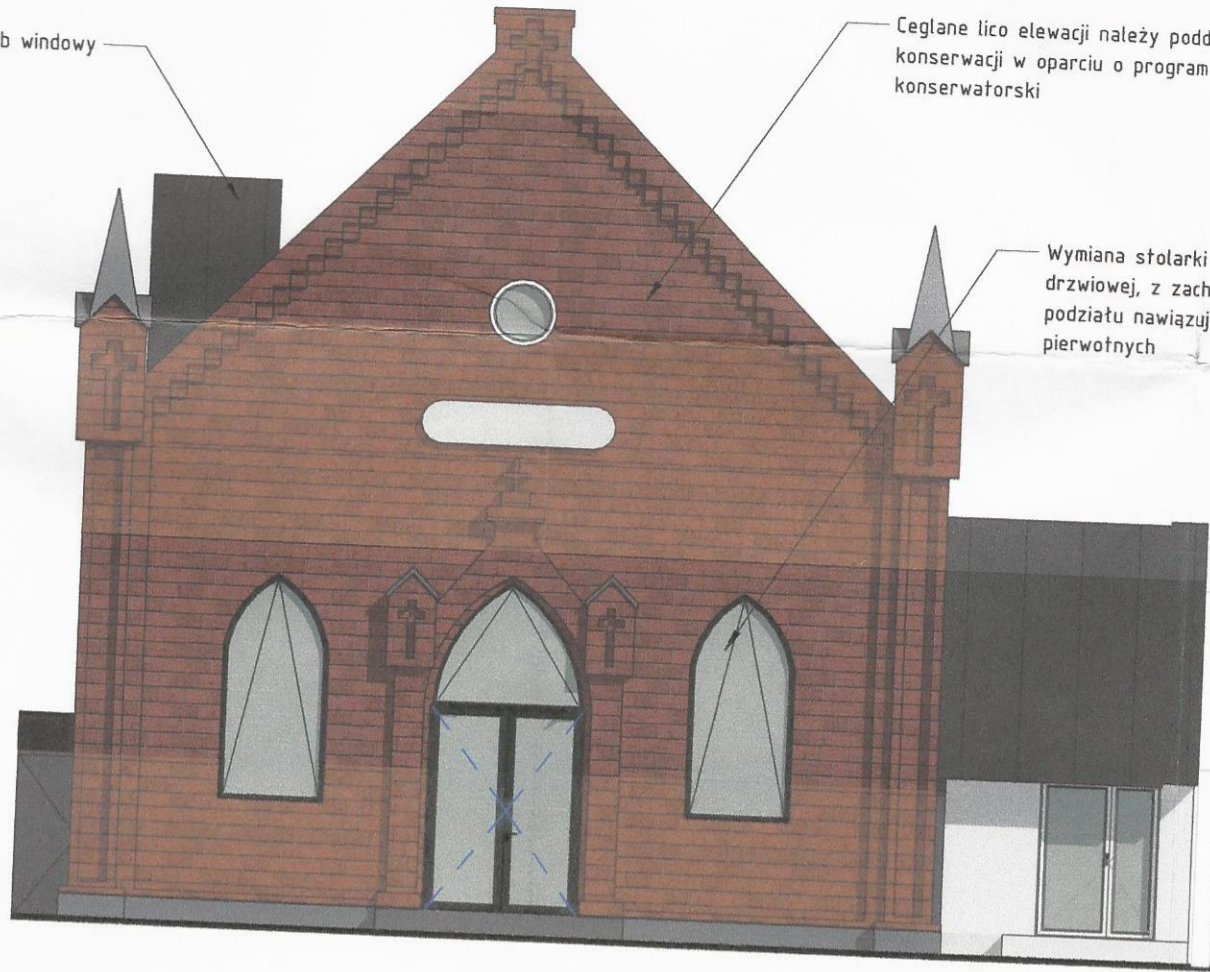 b windowy
Ceglane lico elewacji należy podd
konserwacji w oparciu o program
konserwatorski
Wymiana stolarki
drzwiowej, z zach
podziału nawiązuj
pierwotnych